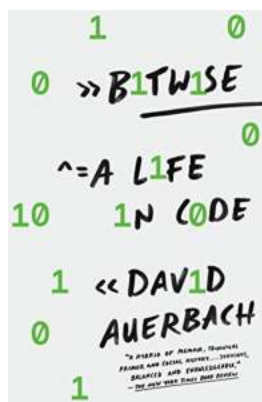 1 0
0 » B1TW1SE
0
^=A L1FE
10 1N C0DE
1 « DAV1D
0 AUERBACH
"A HYBRID OF MEMOIR, TECHNICAL
PRIMER AND SOCIAL HISTORY.... 
BALANCED AND KNOWLEDGEABLE."
—THE NEW YORK TIMES BOOK REVIEW
1